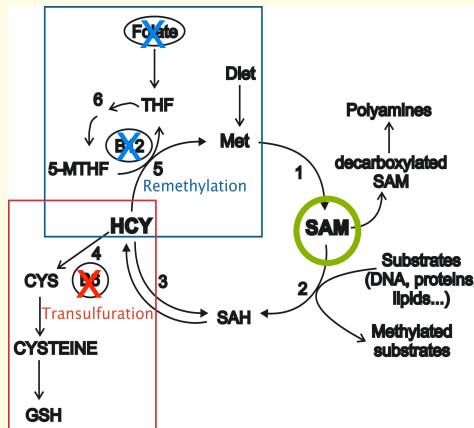 Folate
Diet
6
THF
Polyamines
B12
Met
decarboxylated
SAM
5-MTHF
5
1
Remethylation
HCY
SAM
4
CYS
B6
3
2
Substrates
(DNA, proteins,
lipids...)
Transulfuration
SAH
Methylated
substrates
CYSTEINE
GSH